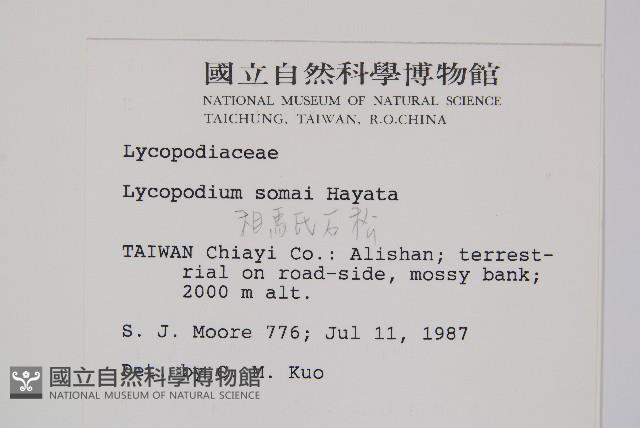 國立自然科學博物館
NATIONAL MUSEUM OF NATURAL SCIENCE
TAICHUNG, TAIWAN, R.O.CHINA
Lycopodiaceae
Lycopodium somai Hayata
相馬氏石松
TAIWAN Chiayi Co.: Alishan; terrest-
rial on road-side, mossy bank;
2000 m alt.
S. J. Moore 776; Jul 11, 1987
Det. by C. M. Kuo
國立自然科學博物館
NATIONAL MUSEUM OF NATURAL SCIENCE